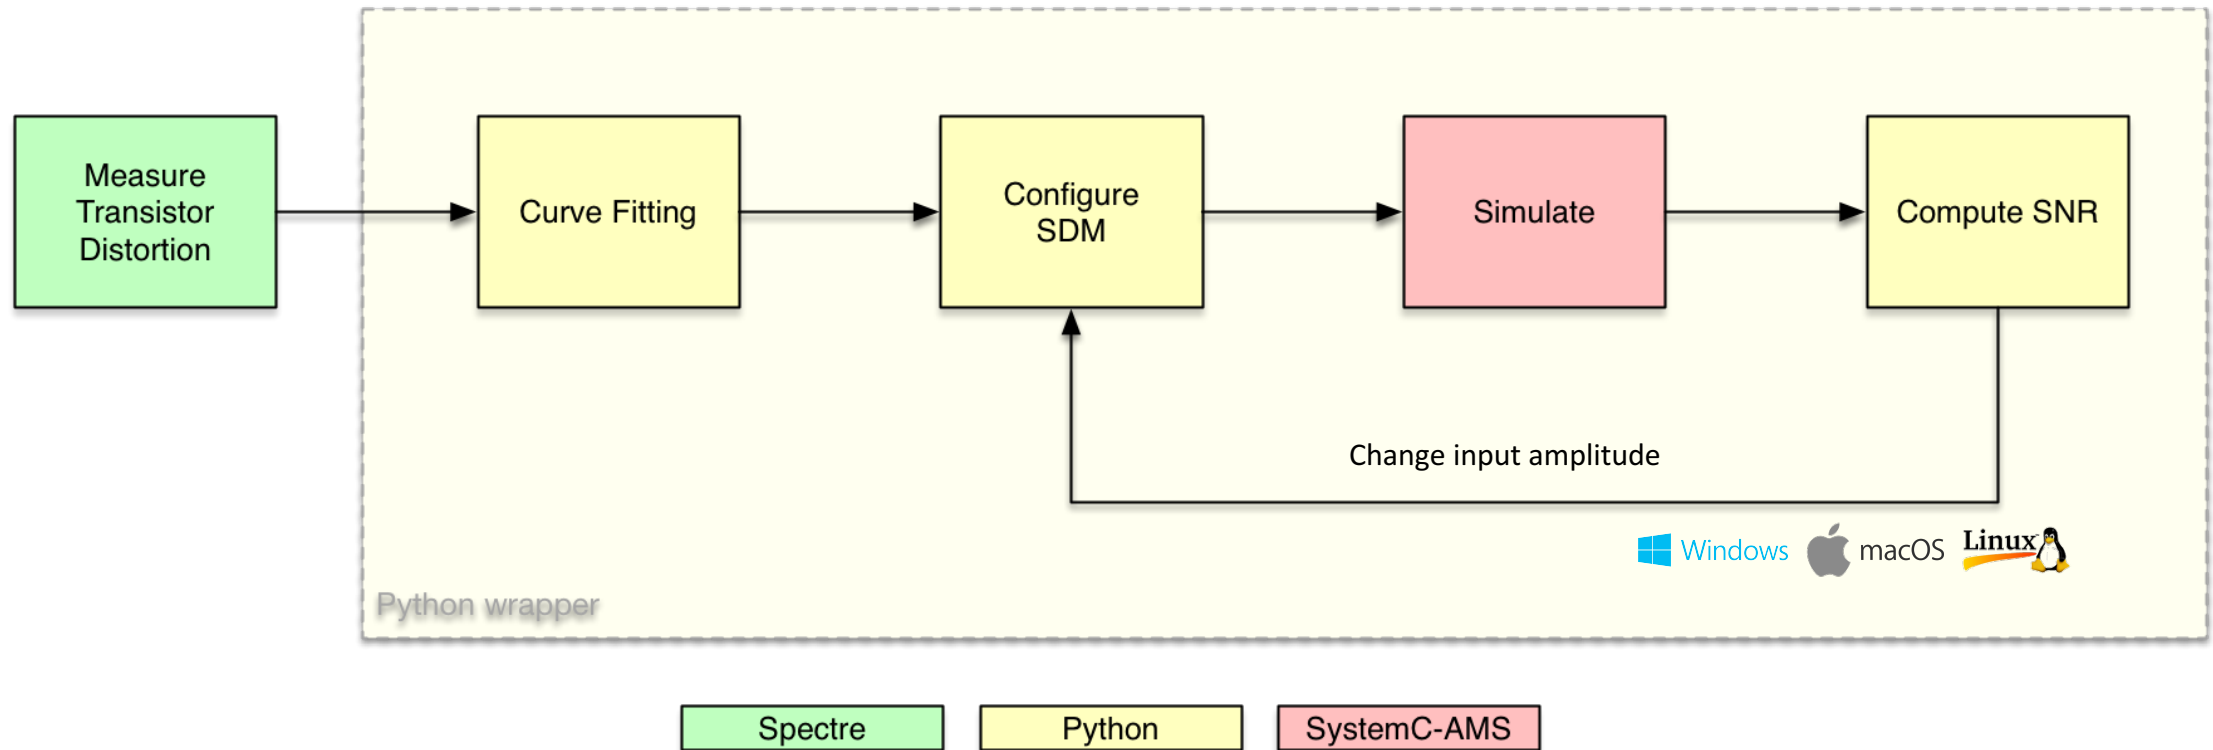 Measure
Transistor
Distortion
Curve Fitting
Configure
SDM
Simulate
Compute SNR
Change input amplitude
Windows
macOS
Linux
Python wrapper
Spectre
Python
SystemC-AMS